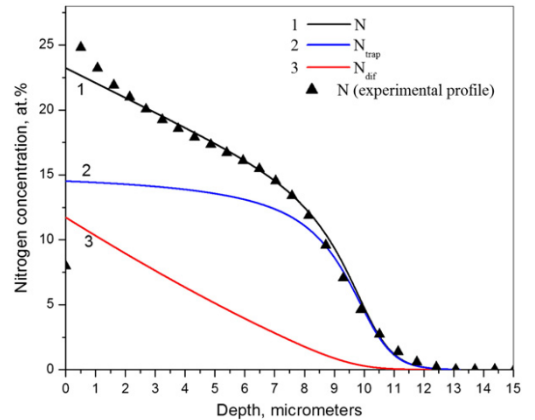 1 N
2 N_trap
3 N_dif
N (experimental profile)
25
20
15
10
5
0
Nitrogen concentration, at.%
1
2
3
0 1 2 3 4 5 6 7 8 9 10 11 12 13 14 15
Depth, micrometers